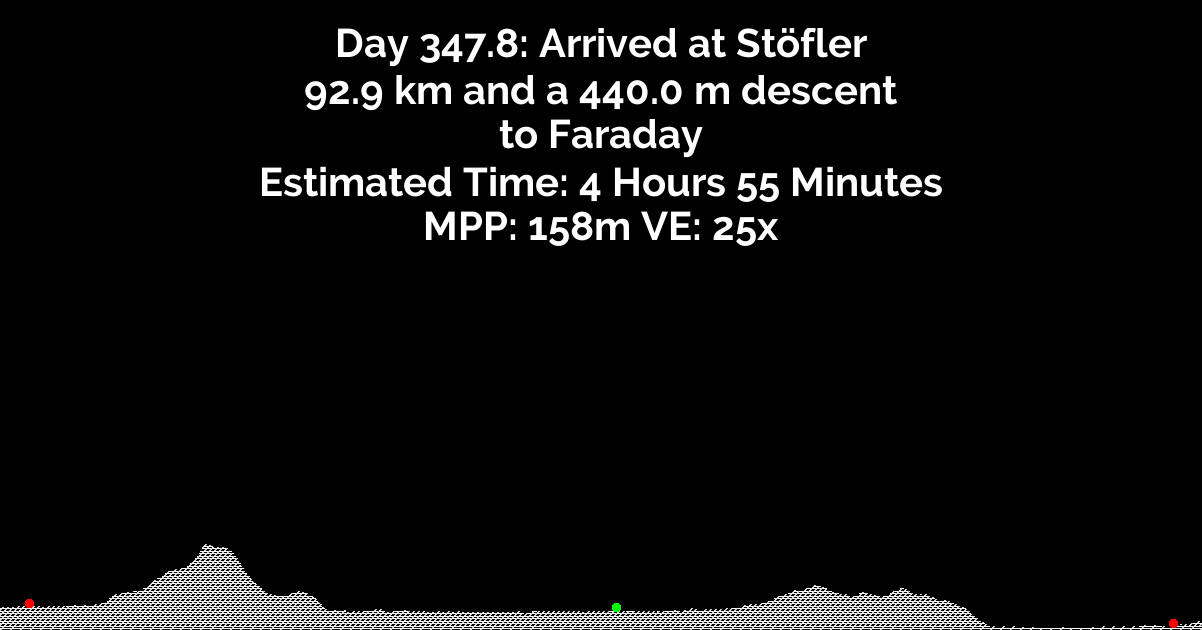 Day 347.8: Arrived at Stöfler
92.9 km and a 440.0 m descent
to Faraday
Estimated Time: 4 Hours 55 Minutes
MPP: 158m VE: 25x